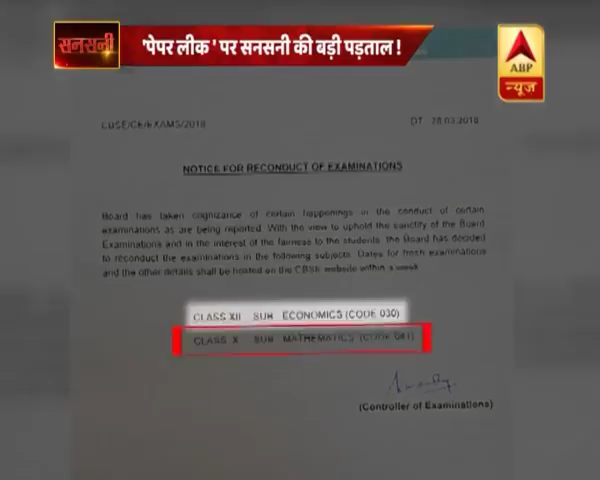 सनसनी
'पेपर लीक' पर सनसनी की बड़ी पड़ताल !
ABP
न्यूज़
CBSE/CE/EXAMS/2018
DT. 28.03.2018
NOTICE FOR RECONDUCT OF EXAMINATIONS
Board has taken cognizance of certain happenings in the conduct of certain
examinations as are being reported. With the view to uphold the sanctity of the Board
Examinations and in the interest of the fairness to the students, the Board has decided
to reconduct the examinations in the following subjects. Dates for fresh examinations
and the other details shall be hosted on the CBSE website within a week
CLASS XII SUB ECONOMICS (CODE 030)
CLASS X SUB MATHEMATICS (CODE 041)
(Controller of Examinations)